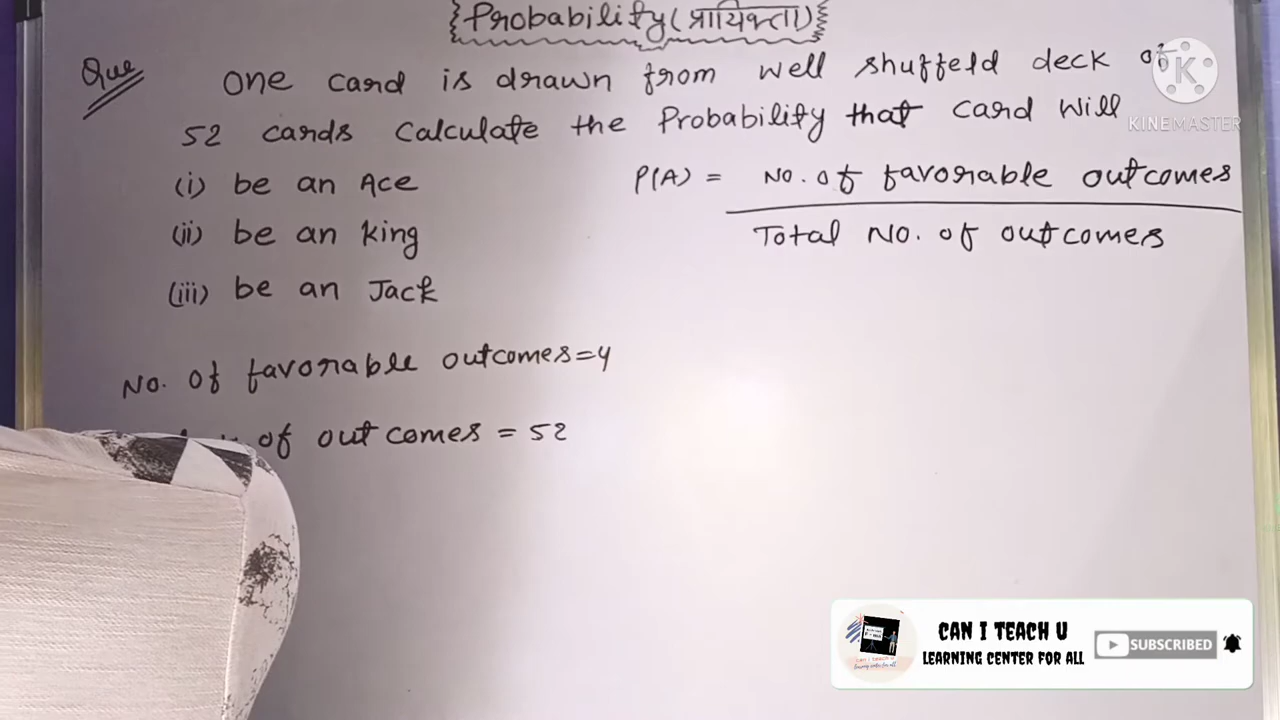 Probability(प्रायिकता)
Que One card is drawn from well shuffeld deck of
52 cards Calculate the Probability that card will
KINEMASTER
(i) be an Ace
P(A) = No. of favorable outcomes
Total No. of outcomes
(ii) be an King
(iii) be an Jack
No. of favorable outcomes=4
of outcomes = 52
CAN I TEACH U
LEARNING CENTER FOR ALL
SUBSCRIBED